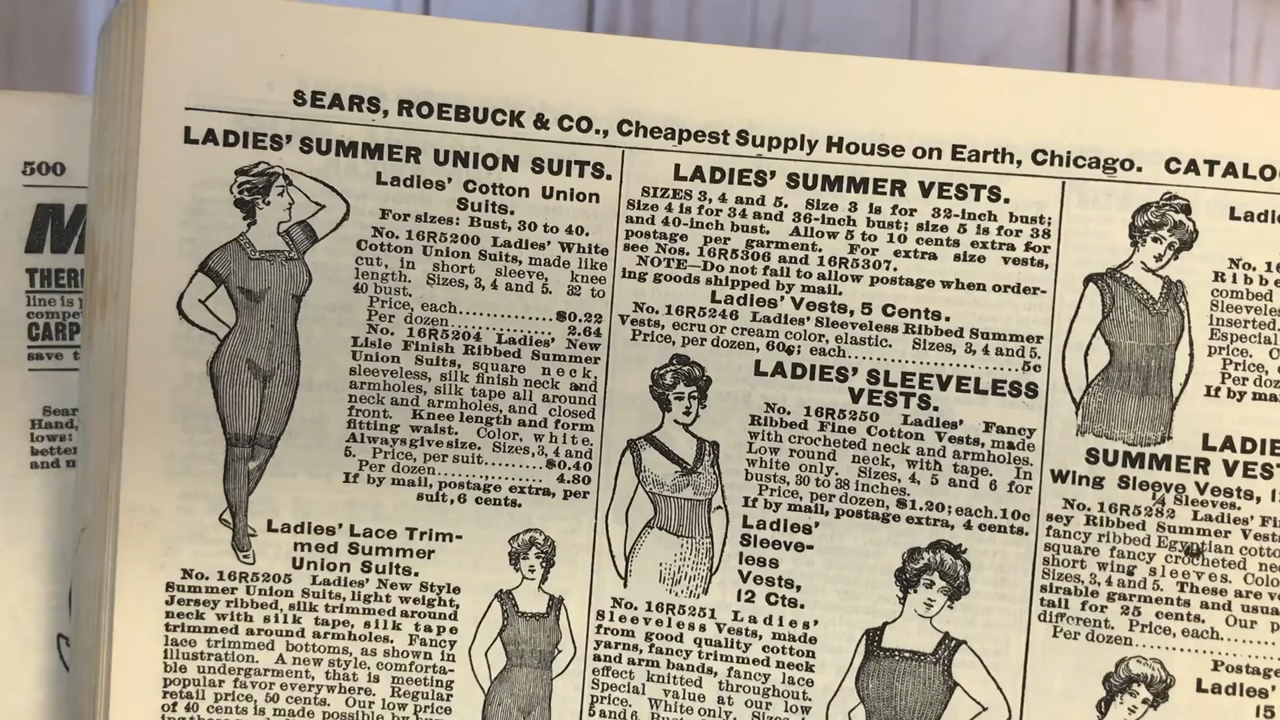 500
M
THER
line is
compe
CARP
save t
Sear
Hand,
lows:
better
and n
SEARS, ROEBUCK & CO., Cheapest Supply House on Earth, Chicago. CATALO
LADIES' SUMMER UNION SUITS.
Ladies' Cotton Union
Suits.
For sizes: Bust, 30 to 40.
No. 16R5200 Ladies' White
Cotton Union Suits, made like
cut, in short sleeve, knee
length. Sizes, 3, 4 and 5. 32 to
40 bust.
Price, each..............$0.22
Per dozen............... 2.64
No. 16R5204 Ladies' New
Lisle Finish Ribbed Summer
Union Suits, square neck,
sleeveless, silk finish neck and
armholes, silk tape all around
neck and armholes, and closed
front. Knee length and form
fitting waist. Color, white.
Always give size. Sizes, 3, 4 and
5. Price, per suit.........$0.40
Per dozen............... 4.80
If by mail, postage extra, per
suit, 6 cents.
Ladies' Lace Trim-
med Summer
Union Suits.
No. 16R5205 Ladies' New Style
Summer Union Suits, light weight,
Jersey ribbed, silk trimmed around
neck with silk tape, silk tape
trimmed around armholes. Fancy
lace trimmed bottoms, as shown in
illustration. A new style, comforta-
ble undergarment, that is meeting
popular favor everywhere. Regular
retail price, 50 cents. Our low price
of 40 cents is made possible by
LADIES' SUMMER VESTS.
SIZES 3, 4 and 5. Size 3 is for 32-inch bust;
Size 4 is for 34 and 36-inch bust; size 5 is for 38
and 40-inch bust. Allow 5 to 10 cents extra for
postage per garment. For extra size vests,
see Nos. 16R5306 and 16R5307.
NOTE—Do not fail to allow postage when order-
ing goods shipped by mail.
Ladies' Vests, 5 Cents.
No. 16R5246 Ladies' Sleeveless Ribbed Summer
Vests, ecru or cream color, elastic. Sizes, 3, 4 and 5.
Price, per dozen, 60c; each........................5c
LADIES' SLEEVELESS
VESTS.
No. 16R5250 Ladies' Fancy
Ribbed Fine Cotton Vests, made
with crocheted neck and armholes.
Low round neck, with tape. In
white only. Sizes, 4, 5 and 6 for
busts, 30 to 38 inches.
Price, per dozen, $1.20; each.10c
If by mail, postage extra, 4 cents.
Ladies'
Sleeve-
less
Vests,
12 Cts.
No. 16R5251 Ladies'
Sleeveless Vests, made
from good quality cotton
yarns, fancy trimmed neck
and arm bands, fancy lace
effect knitted throughout.
Special value at our low
price. White only. Sizes
5 and 6.
Ladi
No. 16
Ribbe
combed
Sleeveles
inserted
Especial
price. O
Price,
Per doz
If by ma
LADIE
SUMMER VEST
Wing Sleeve Vests, 1
¼ Sleeves.
No. 16R5282 Ladies' Fi
sey Ribbed Summer Vests
fancy ribbed Egyptian cotto
square fancy crocheted nec
short wing sleeves. Colo
Sizes, 3, 4 and 5. These are ve
sirable garments and usua
tail for 25 cents. Our p
different. Price, each.......
Per dozen..................
Postage
Ladies'
15